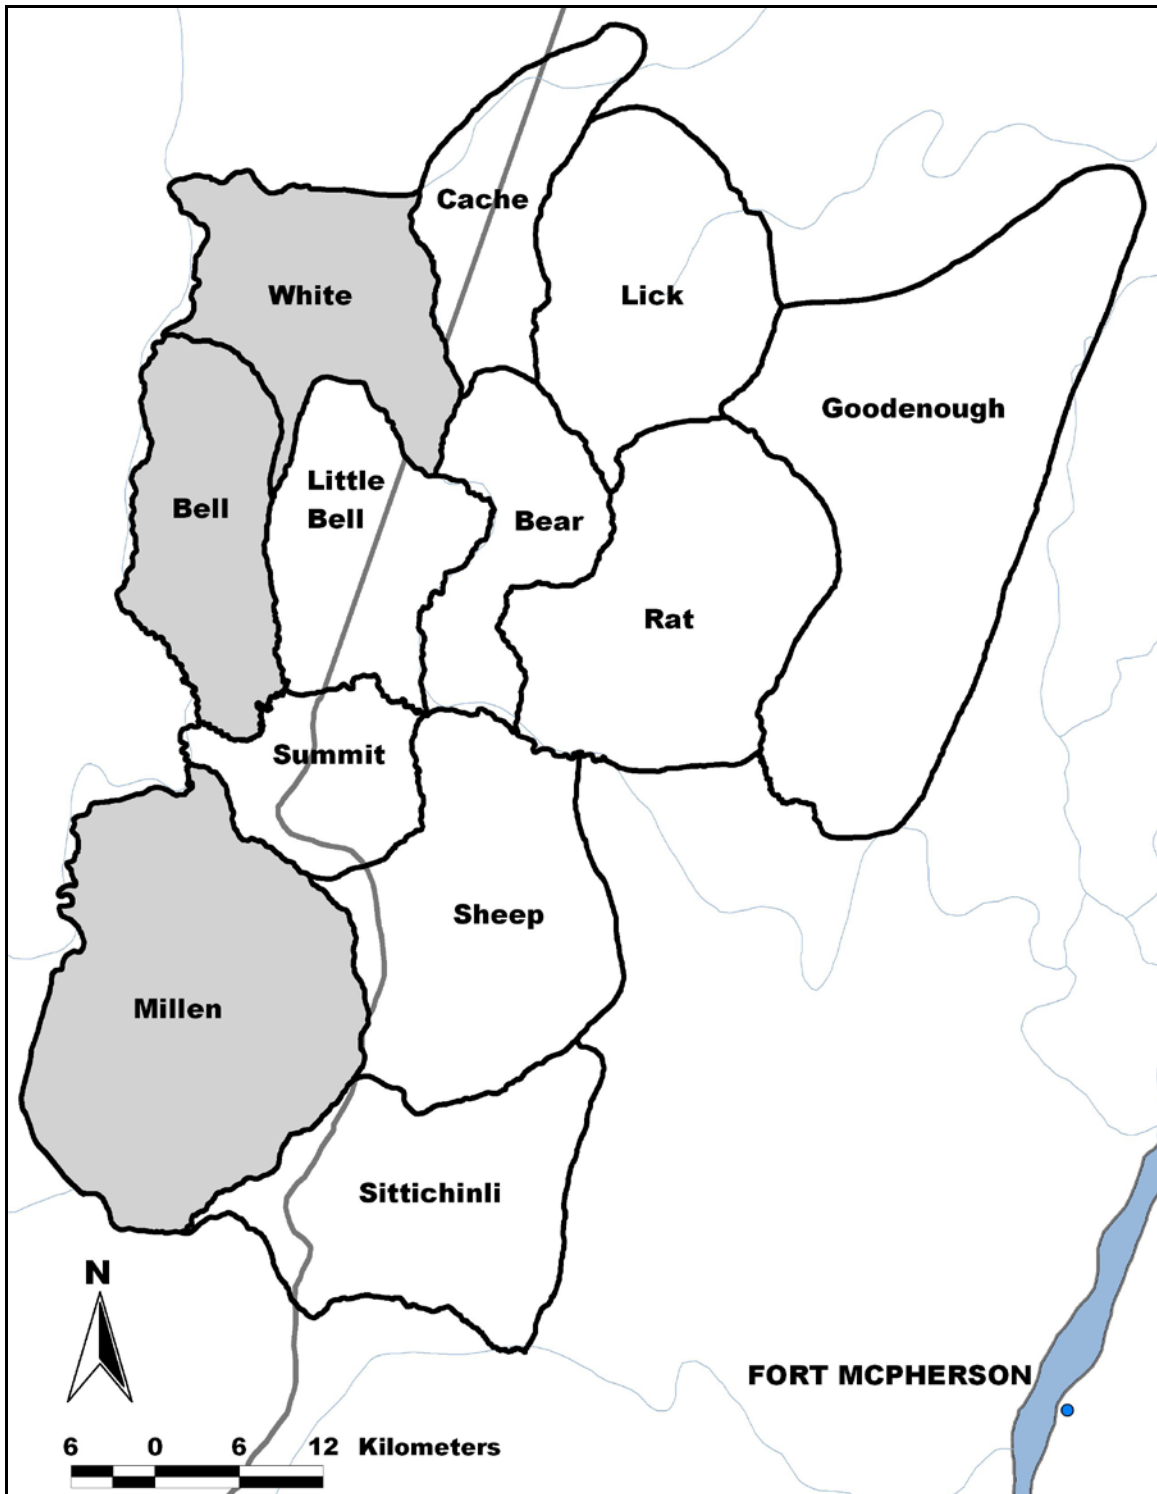 Cache
White
Lick
Goodenough
Little
Bell
Bell
Bear
Rat
Summit
Sheep
Millen
Sittichinli
N
FORT MCPHERSON
6 0 6 12 Kilometers